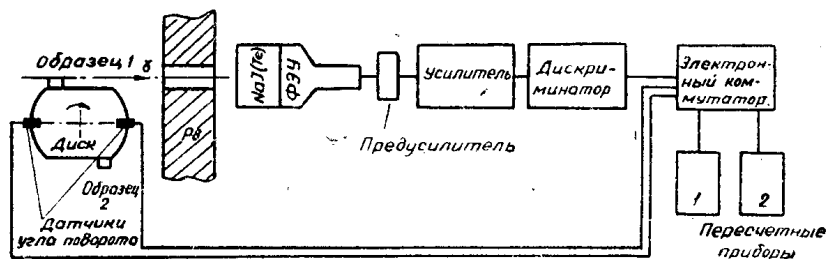 Образец 1 γ
NaJ(Tℓ)
ФЭУ
Усилитель
Дискри-
минатор
Электрон-
ный ком-
мутатор
Pb
Диск
Предусилитель
Образец
2
Датчики
угла поворота
1
2
Пересчетные
приборы